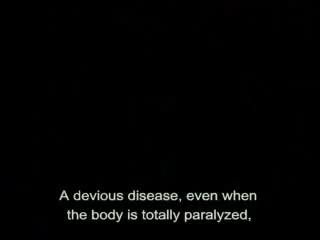 A devious disease, even when
the body is totally paralyzed,